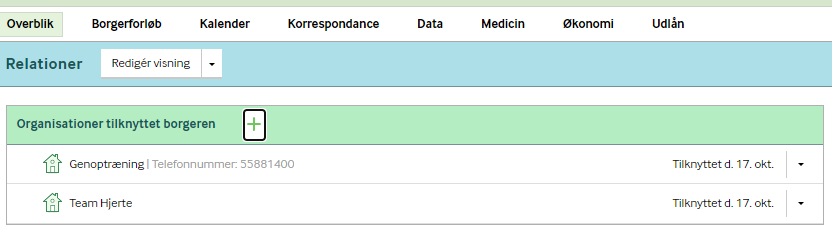 Overblik Borgerforløb Kalender Korrespondance Data Medicin Økonomi Udlån
Relationer Redigér visning
Organisationer tilknyttet borgeren
Genoptræning | Telefonnummer: 55881400 Tilknyttet d. 17. okt.
Team Hjerte Tilknyttet d. 17. okt.